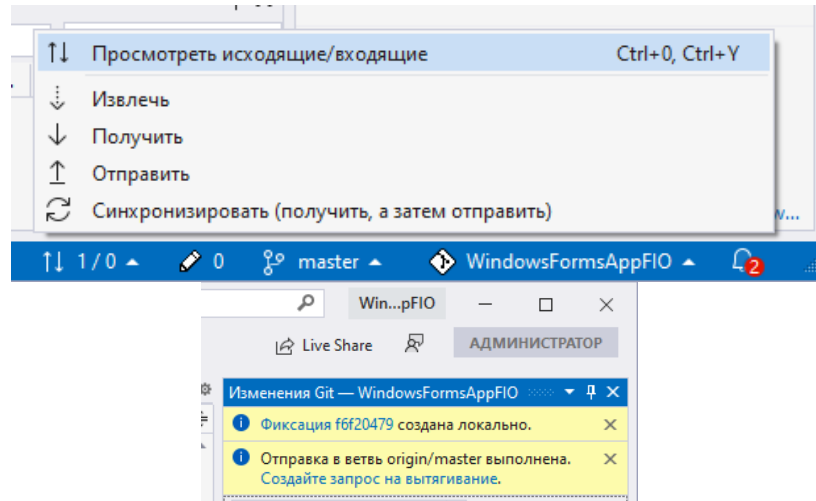 Просмотреть исходящие/входящие Ctrl+0, Ctrl+Y
Извлечь
Получить
Отправить
Синхронизировать (получить, а затем отправить)
1 / 0 0 master WindowsFormsAppFIO 2
Win...pFIO
Live Share АДМИНИСТРАТОР
Изменения Git — WindowsFormsAppFIO
Фиксация f6f20479 создана локально.
Отправка в ветвь origin/master выполнена.
Создайте запрос на вытягивание.